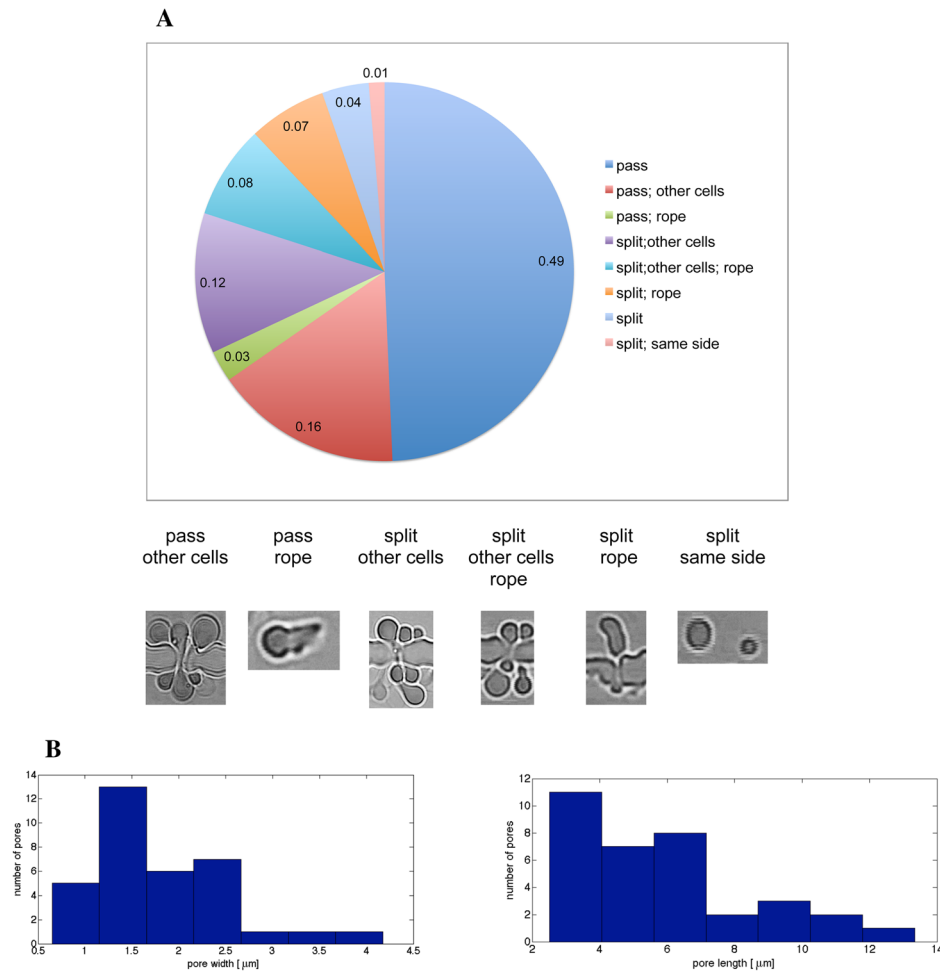 A
0.01
0.04
0.07
0.08
0.12
0.03
0.16
0.49
pass
pass; other cells
pass; rope
split;other cells
split;other cells; rope
split; rope
split
split; same side
pass
other cells
pass
rope
split
other cells
split
other cells
rope
split
rope
split
same side
B
14
12
10
8
6
4
2
0
0.5 1 1.5 2 2.5 3 3.5 4 4.5
number of pores
pore width [ μm]
12
10
8
6
4
2
0
2 4 6 8 10 12 14
number of pores
pore length [ μm]